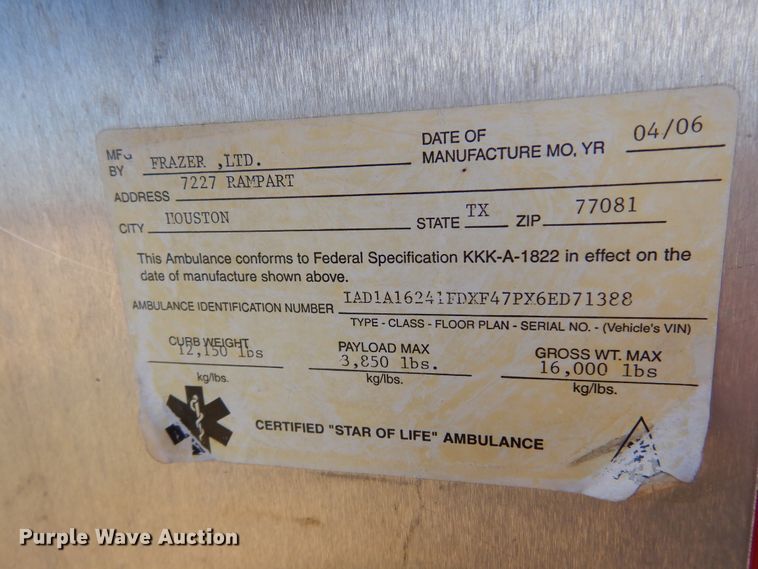 MFG BY FRAZER ,LTD. DATE OF MANUFACTURE MO, YR 04/06
ADDRESS 7227 RAMPART
CITY HOUSTON STATE TX ZIP 77081
This Ambulance conforms to Federal Specification KKK-A-1822 in effect on the
date of manufacture shown above.
AMBULANCE IDENTIFICATION NUMBER IAD1A16241FDXF47PX6ED71388
TYPE - CLASS - FLOOR PLAN - SERIAL NO. - (Vehicle's VIN)
CURB WEIGHT PAYLOAD MAX GROSS WT. MAX
12,150 lbs 3,850 lbs. 16,000 lbs
kg/lbs. kg/lbs. kg/lbs.
CERTIFIED "STAR OF LIFE" AMBULANCE
Purple Wave Auction